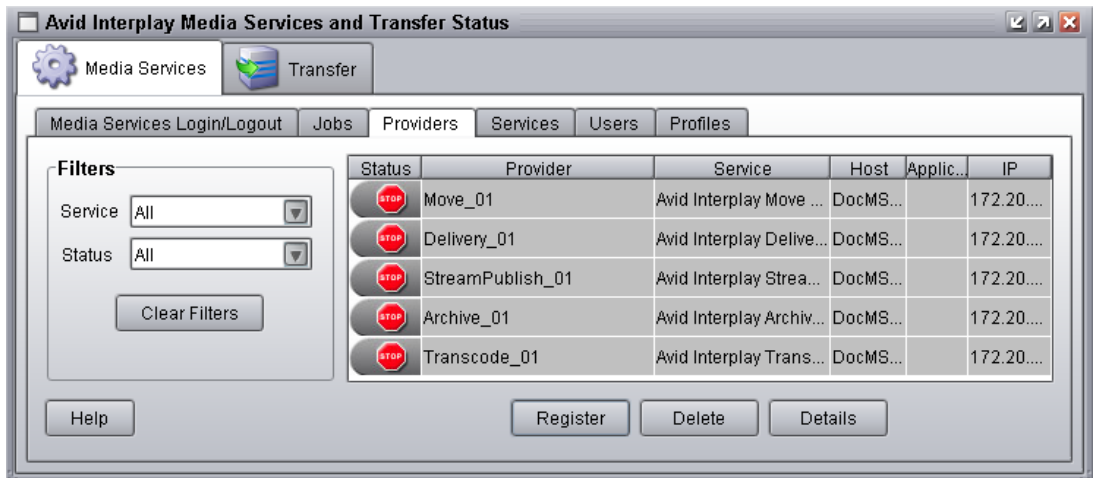 Avid Interplay Media Services and Transfer Status
Media Services Transfer
Media Services Login/Logout Jobs Providers Services Users Profiles
Filters
Service All
Status All
Clear Filters
Status Provider Service Host Applic... IP
STOP Move_01 Avid Interplay Move ... DocMS... 172.20....
STOP Delivery_01 Avid Interplay Delive... DocMS... 172.20....
STOP StreamPublish_01 Avid Interplay Strea... DocMS... 172.20....
STOP Archive_01 Avid Interplay Archiv... DocMS... 172.20....
STOP Transcode_01 Avid Interplay Trans... DocMS... 172.20....
Help Register Delete Details